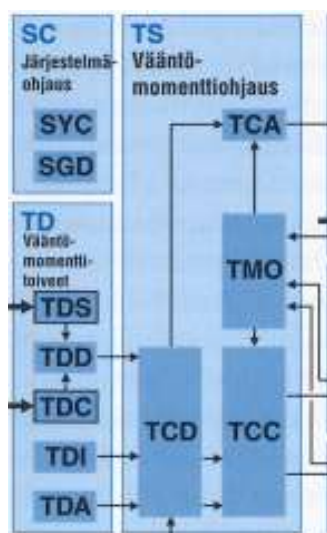 SC
Järjestelmä-
ohjaus
SYC
SGD
TD
Vääntö-
momentti-
toiveet
TDS
TDD
TDC
TDI
TDA
TS
Vääntö-
momenttiohjaus
TCA
TMO
TCD
TCC